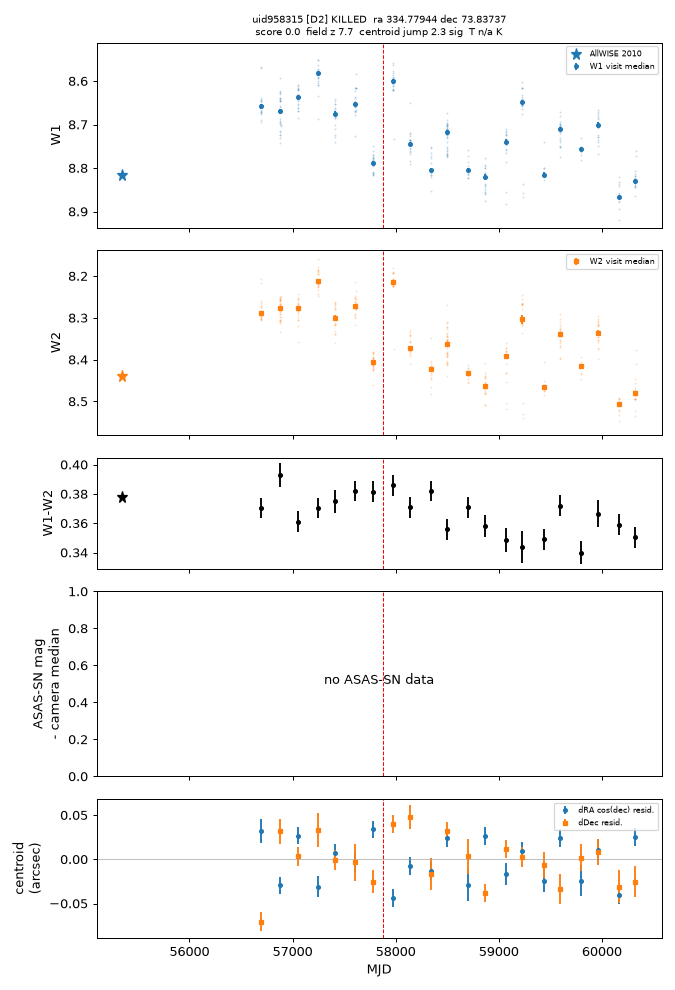 uid958315 [D2] KILLED ra 334.77944 dec 73.83737
score 0.0 field z 7.7 centroid jump 2.3 sig T n/a K
AllWISE 2010
W1 visit median
8.6
8.7
8.8
8.9
W1
W2 visit median
8.2
8.3
8.4
8.5
W2
0.40
0.38
0.36
0.34
W1-W2
1.0
0.8
0.6
0.4
0.2
0.0
ASAS-SN mag
- camera median
no ASAS-SN data
dRA cos(dec) resid.
dDec resid.
0.05
0.00
−0.05
centroid
(arcsec)
56000 57000 58000 59000 60000
MJD